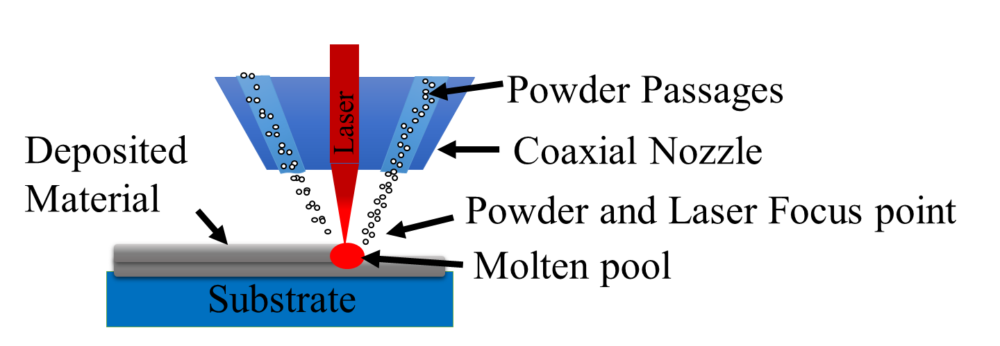 Laser
Powder Passages
Coaxial Nozzle
Deposited
Material
Powder and Laser Focus point
Molten pool
Substrate